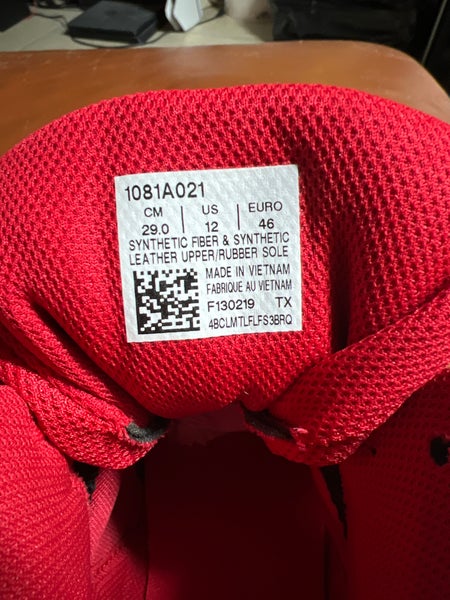 1081A021
CM | US | EURO
29.0 | 12 | 46
SYNTHETIC FIBER & SYNTHETIC
LEATHER UPPER/RUBBER SOLE
MADE IN VIETNAM
FABRIQUE AU VIETNAM
F130219 TX
4BCLMTLFLFS3BRQ